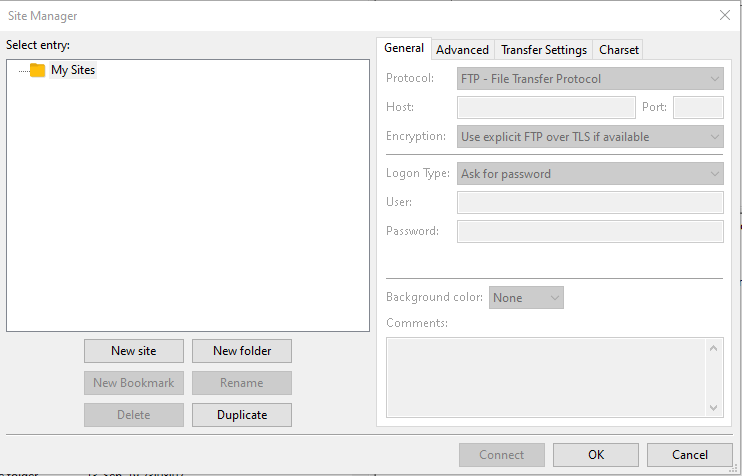 Site Manager
Select entry:
My Sites
General
Advanced
Transfer Settings
Charset
Protocol:
FTP - File Transfer Protocol
Host:
Port:
Encryption:
Use explicit FTP over TLS if available
Logon Type:
Ask for password
User:
Password:
Background color:
None
Comments:
New site
New folder
New Bookmark
Rename
Delete
Duplicate
Connect
OK
Cancel